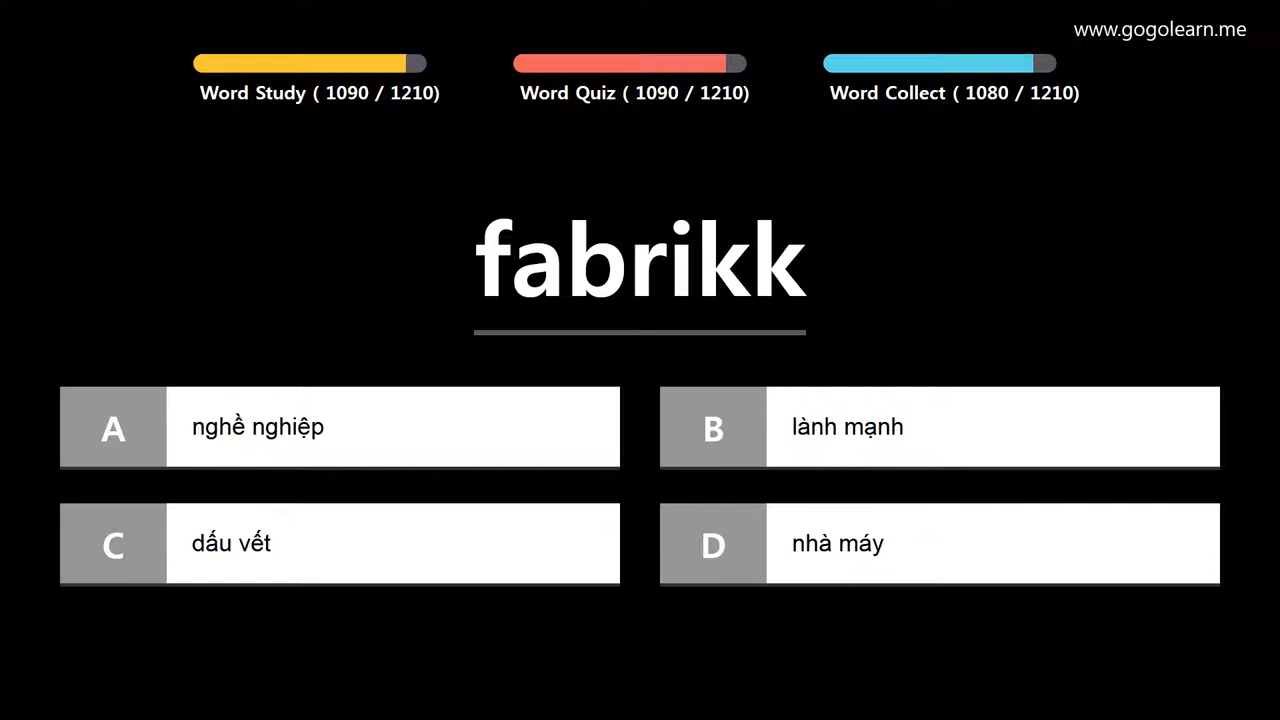 www.gogolearn.me
Word Study ( 1090 / 1210)
Word Quiz ( 1090 / 1210)
Word Collect ( 1080 / 1210)
fabrikk
A nghề nghiệp
B lành mạnh
C dấu vết
D nhà máy